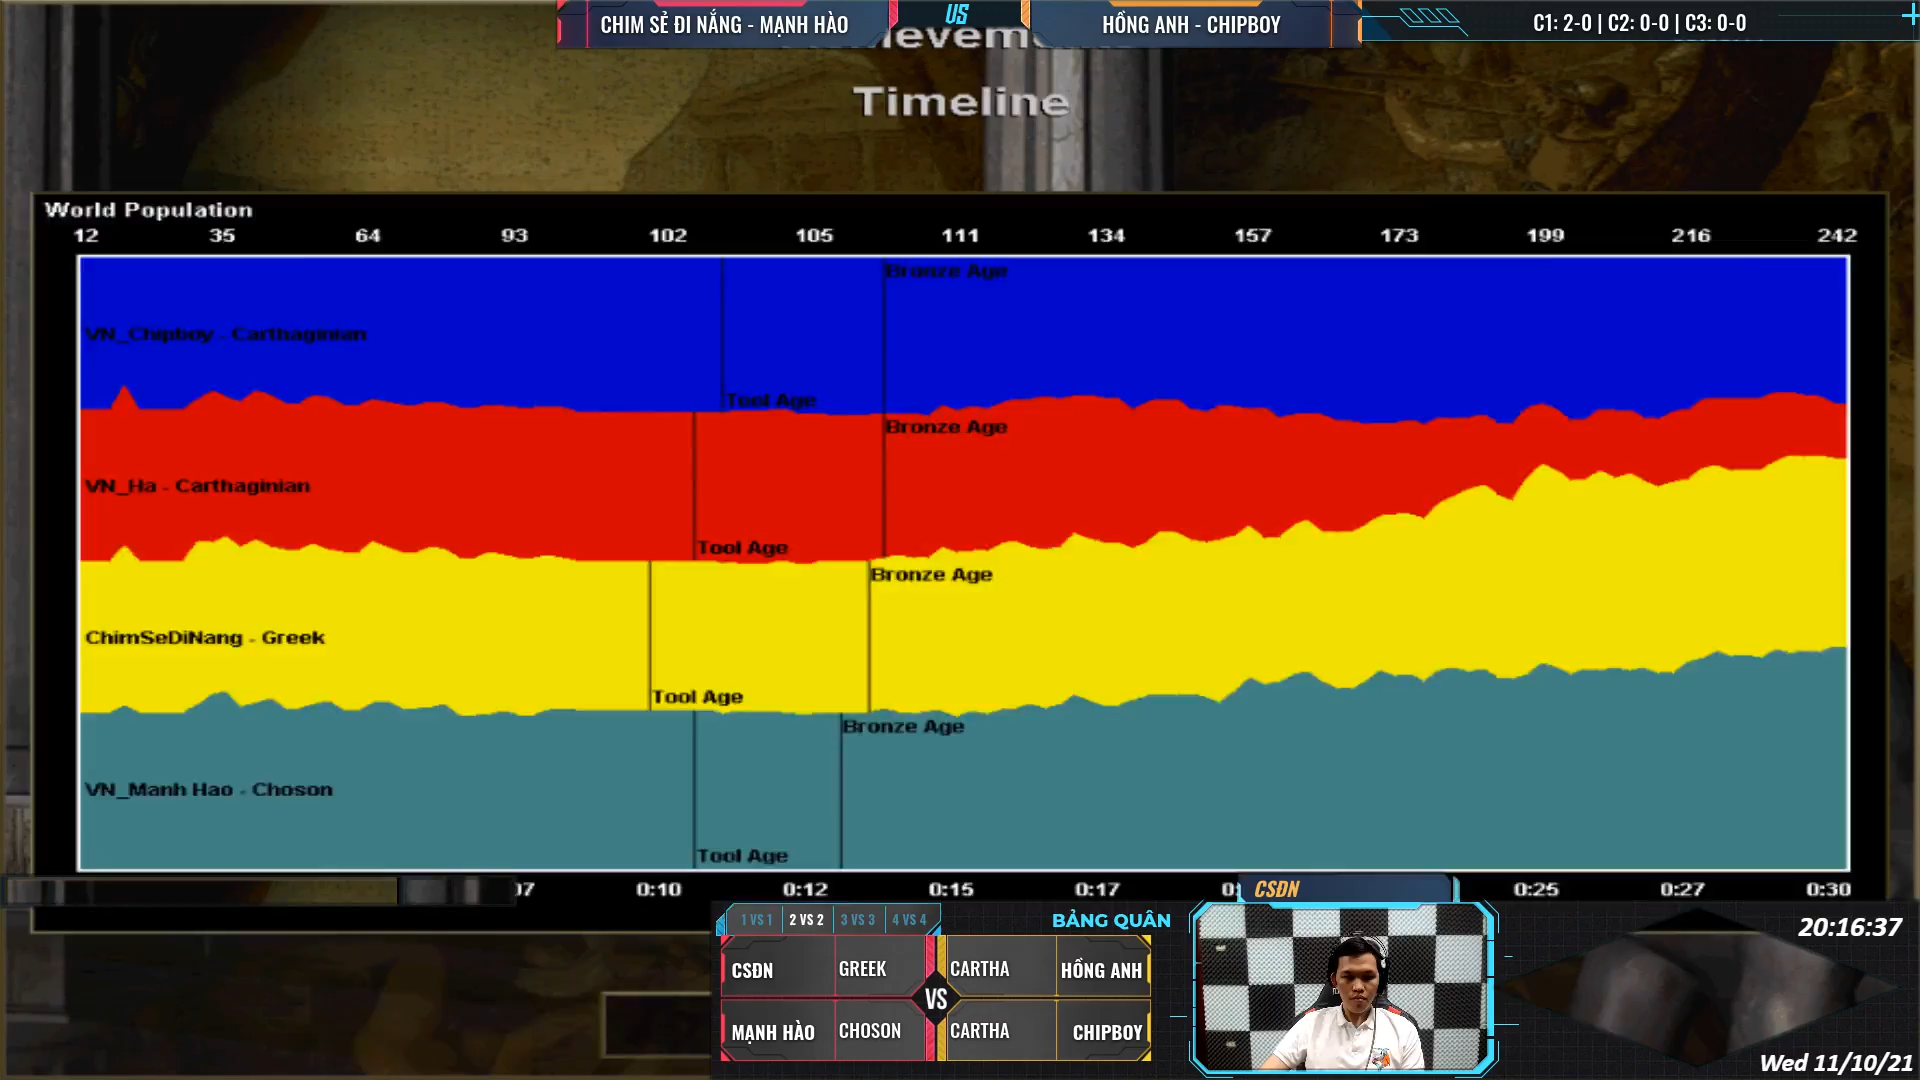 CHIM SẺ ĐI NẮNG - MẠNH HÀO
VS
HỒNG ANH - CHIPBOY
C1: 2-0 | C2: 0-0 | C3: 0-0
Timeline
World Population
12 35 64 93 102 105 111 134 157 173 199 216 242
Bronze Age
VN_Chipboy - Carthaginian
Tool Age
Bronze Age
VN_Ha - Carthaginian
Tool Age
Bronze Age
ChimSeDiNang - Greek
Tool Age
Bronze Age
VN_Manh Hao - Choson
Tool Age
0:10 0:12 0:15 0:17 0:25 0:27 0:30
CSĐN
1 VS 1 2 VS 2 3 VS 3 4 VS 4
BẢNG QUÂN
20:16:37
CSĐN GREEK CARTHA HỒNG ANH
VS
MẠNH HÀO CHOSON CARTHA CHIPBOY
Wed 11/10/21